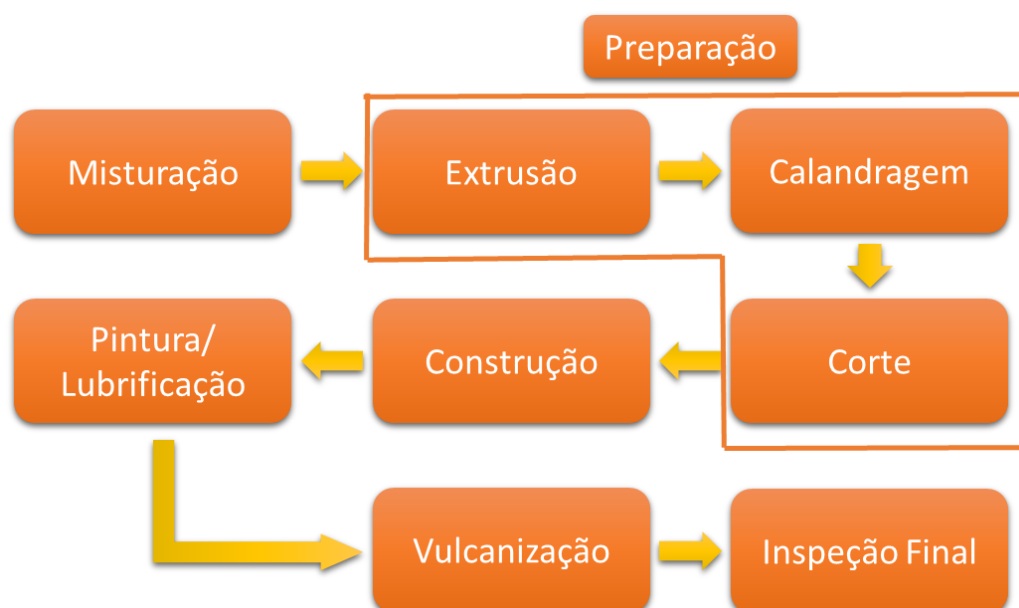 Preparação
Misturação
Extrusão
Calandragem
Pintura/
Lubrificação
Construção
Corte
Vulcanização
Inspeção Final